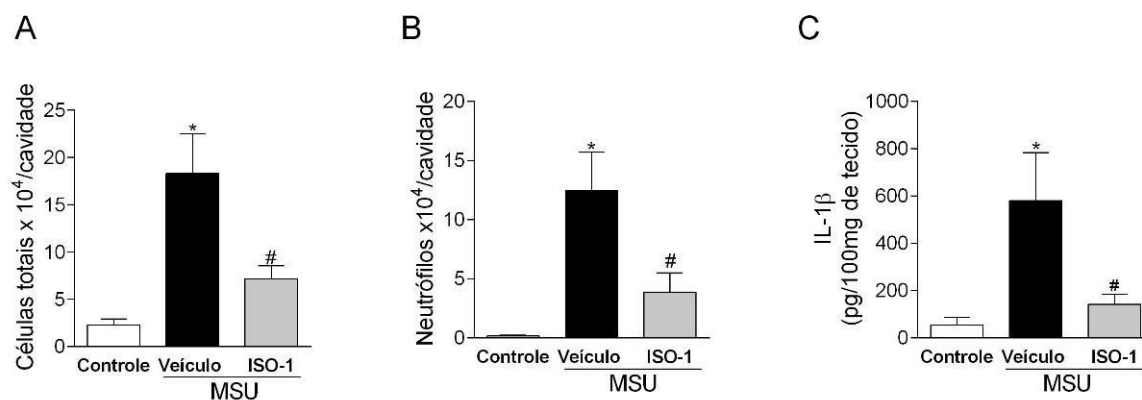 A
Células totais x 10⁴/cavidade
25
20
15
10
5
0
*
#
Controle Veículo ISO-1
MSU
B
Neutrófilos x10⁴/cavidade
20
15
10
5
0
*
#
Controle Veículo ISO-1
MSU
C
IL-1β
(pg/100mg de tecido)
1000
800
600
400
200
0
*
#
Controle Veículo ISO-1
MSU